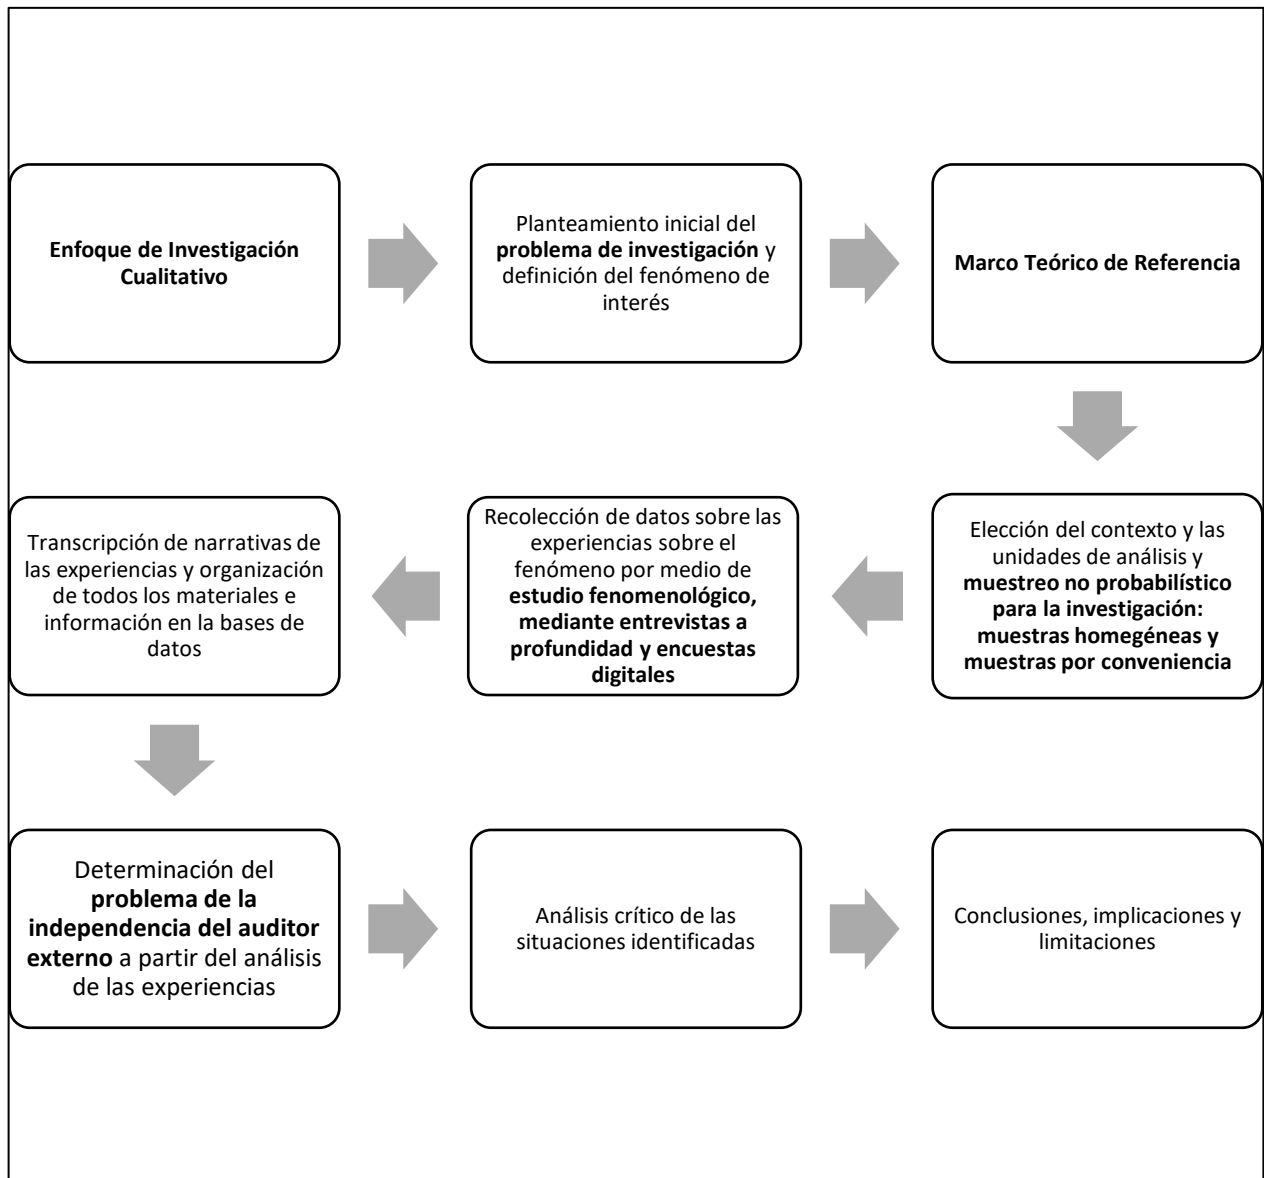 Enfoque de Investigación
Cualitativo
Planteamiento inicial del
problema de investigación y
definición del fenómeno de
interés
Marco Teórico de Referencia
Elección del contexto y las
unidades de análisis y
muestreo no probabilístico
para la investigación:
muestras homegéneas y
muestras por conveniencia
Recolección de datos sobre las
experiencias sobre el
fenómeno por medio de
estudio fenomenológico,
mediante entrevistas a
profundidad y encuestas
digitales
Transcripción de narrativas de
las experiencias y organización
de todos los materiales e
información en la bases de
datos
Determinación del
problema de la
independencia del auditor
externo a partir del análisis
de las experiencias
Análisis crítico de las
situaciones identificadas
Conclusiones, implicaciones y
limitaciones